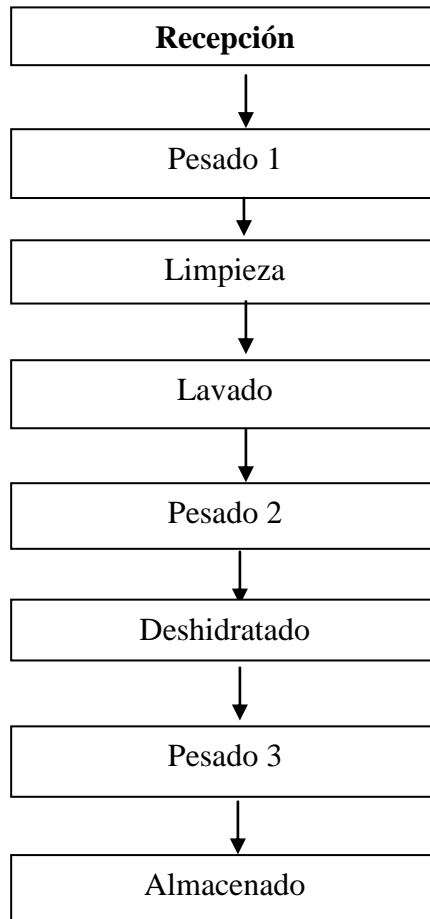 Recepción
Pesado 1
Limpieza
Lavado
Pesado 2
Deshidratado
Pesado 3
Almacenado